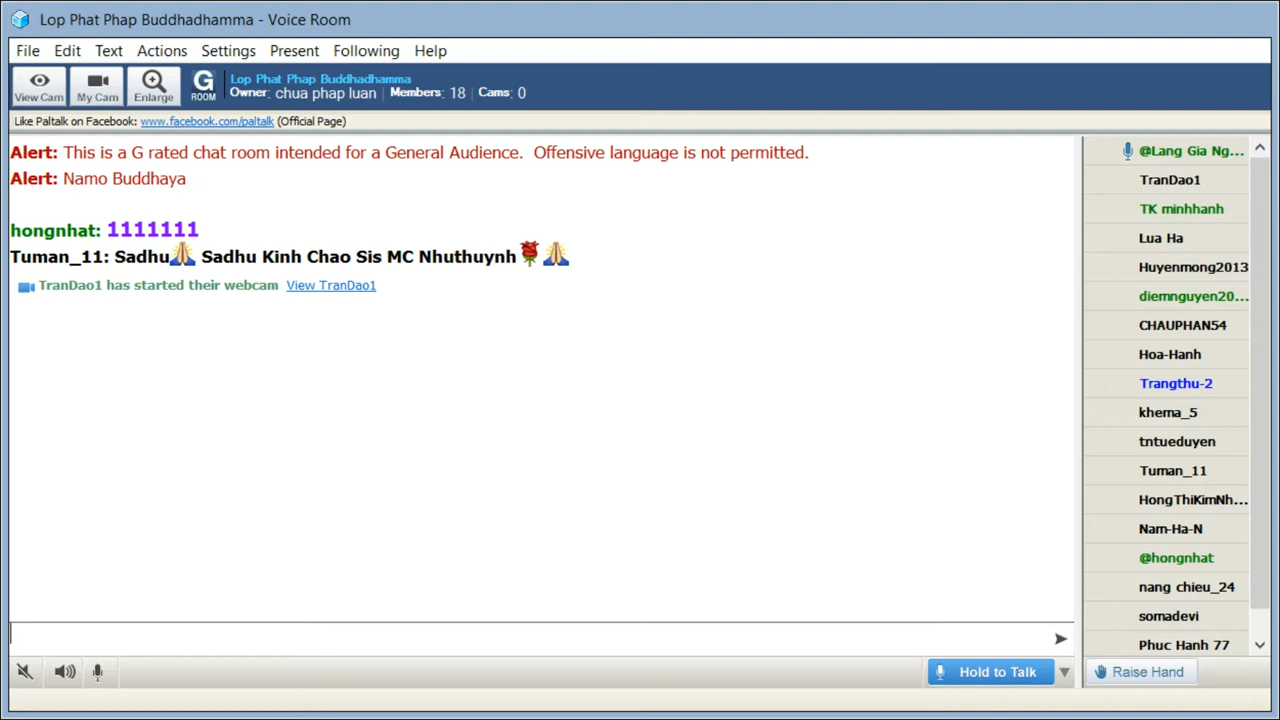 Lop Phat Phap Buddhadhamma - Voice Room
File Edit Text Actions Settings Present Following Help
View Cam My Cam Enlarge G ROOM
Lop Phat Phap Buddhadhamma
Owner: chua phap luan | Members: 18 | Cams: 0
Like Paltalk on Facebook: www.facebook.com/paltalk (Official Page)
Alert: This is a G rated chat room intended for a General Audience. Offensive language is not permitted.
Alert: Namo Buddhaya
hongnhat: 1111111
Tuman_11: Sadhu🙏 Sadhu Kinh Chao Sis MC Nhuthuynh🌹🙏
TranDao1 has started their webcam View TranDao1
@Lang Gia Ng...
TranDao1
TK minhhanh
Lua Ha
Huyenmong2013
diemnguyen20...
CHAUPHAN54
Hoa-Hanh
Trangthu-2
khema_5
tntueduyen
Tuman_11
HongThiKimNh...
Nam-Ha-N
@hongnhat
nang chieu_24
somadevi
Phuc Hanh 77
Hold to Talk
Raise Hand